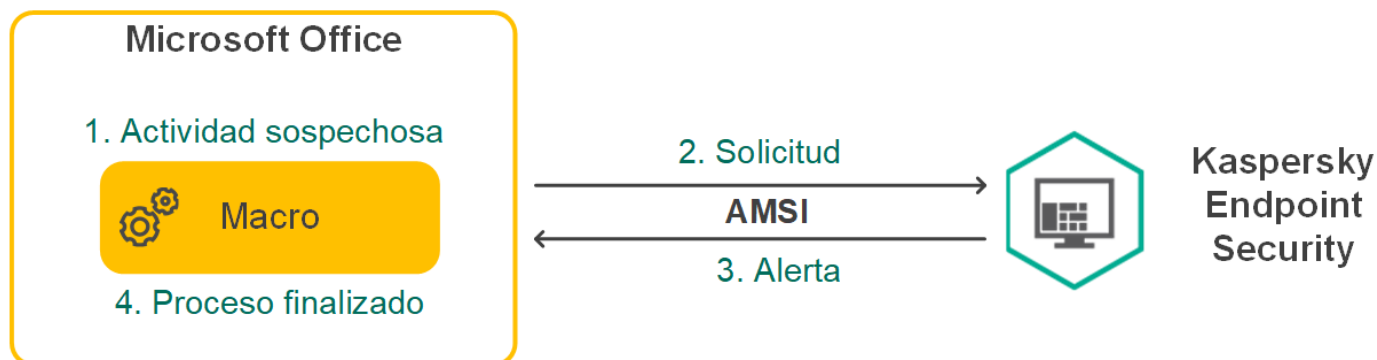 Microsoft Office
1. Actividad sospechosa
Macro
4. Proceso finalizado
2. Solicitud
AMSI
3. Alerta
Kaspersky
Endpoint
Security